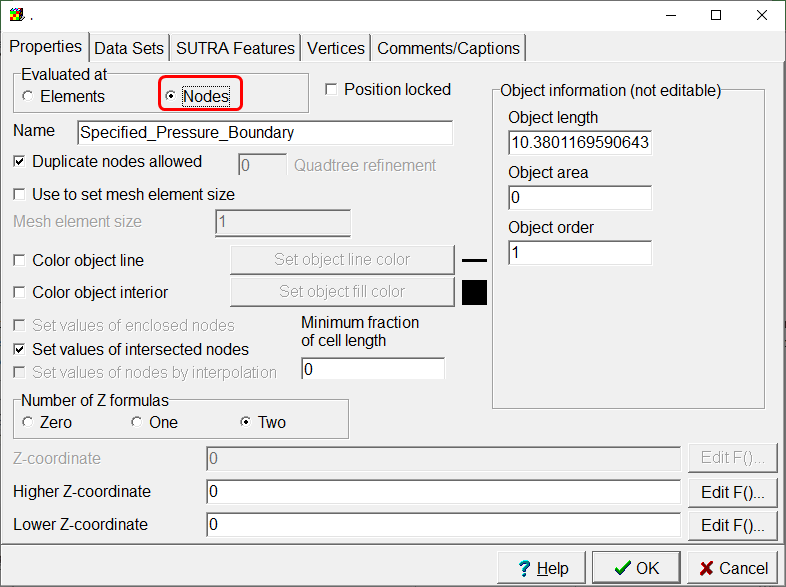 .
Properties Data Sets SUTRA Features Vertices Comments/Captions
Evaluated at
Elements Nodes
Position locked
Name Specified_Pressure_Boundary
Duplicate nodes allowed 0 Quadtree refinement
Use to set mesh element size
Mesh element size 1
Color object line Set object line color
Color object interior Set object fill color
Set values of enclosed nodes
Set values of intersected nodes
Set values of nodes by interpolation
Minimum fraction
of cell length
0
Object information (not editable)
Object length
10.3801169590643
Object area
0
Object order
1
Number of Z formulas
Zero One Two
Z-coordinate 0 Edit F()...
Higher Z-coordinate 0 Edit F()...
Lower Z-coordinate 0 Edit F()...
? Help OK Cancel